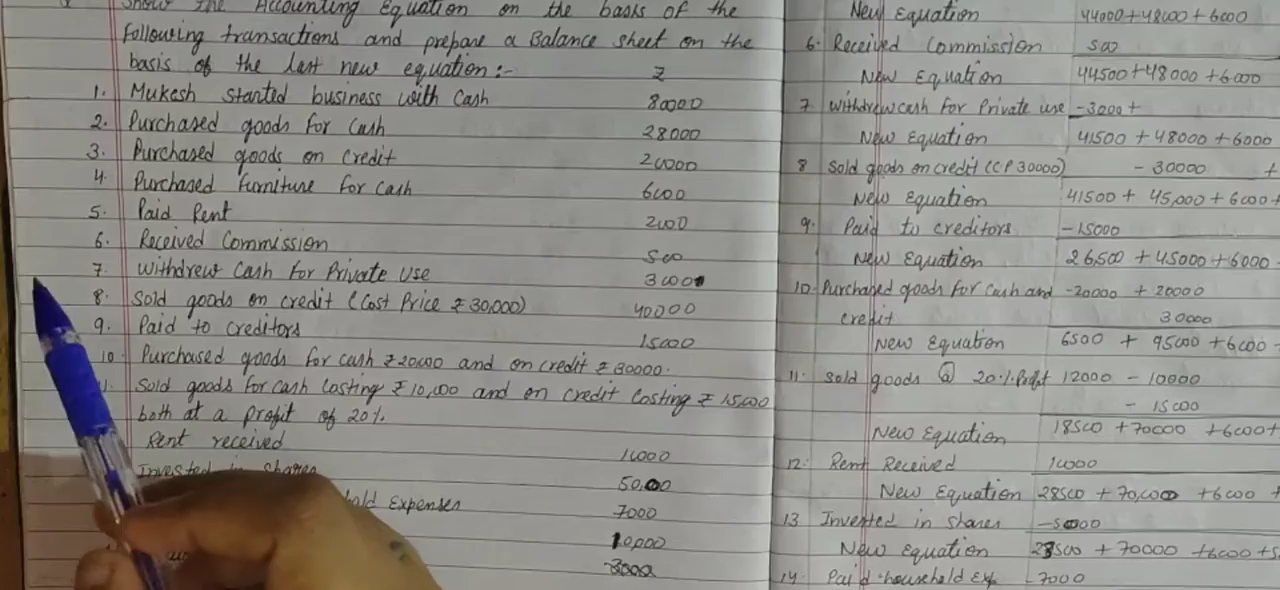 Show the Accounting Equation on the basis of the
following transactions and prepare a Balance sheet on the
basis of the last new equation:- ₹
1. Mukesh started business with Cash 80000
2. Purchased goods for Cash 28000
3. Purchased goods on credit 20000
4. Purchased furniture for cash 6000
5. Paid Rent 2000
6. Received Commission 500
7. Withdrew Cash for Private Use 3000
8. Sold goods on credit (Cost Price ₹ 30,000) 40000
9. Paid to creditors 15000
10. Purchased goods for cash ₹20000 and on credit ₹ 30000.
Sold goods for cash Costing ₹ 10,000 and on credit Costing ₹ 15,000
both at a profit of 20%.
Rent received 10000
Invested in shares 5000
hold Expenses 7000
10,000
3000
New Equation 44000+48000+6000
6. Received Commission 500
New Equation 44500+48000+6000
7 Withdrew cash for Private use -3000+
New Equation 41500+48000+6000
8 Sold goods on credit (CP 30000) - 30000 +
New Equation 41500 + 45,000+6000+
9. Paid to creditors -15000
New Equation 26,500 +45000+6000
10. Purchased goods for cash and -20000 + 20000
credit 30000
New Equation 6500 + 95000+6000
11. Sold goods @ 20% Profit 12000 - 10000
- 15000
New Equation 18500 +70000 +6000+
12. Rent Received 10000
New Equation 28500 + 70,000 +6000 +
13 Invested in shares -5000
New Equation 23500 + 70000 +6000+5
14 Paid household Exp. -7000